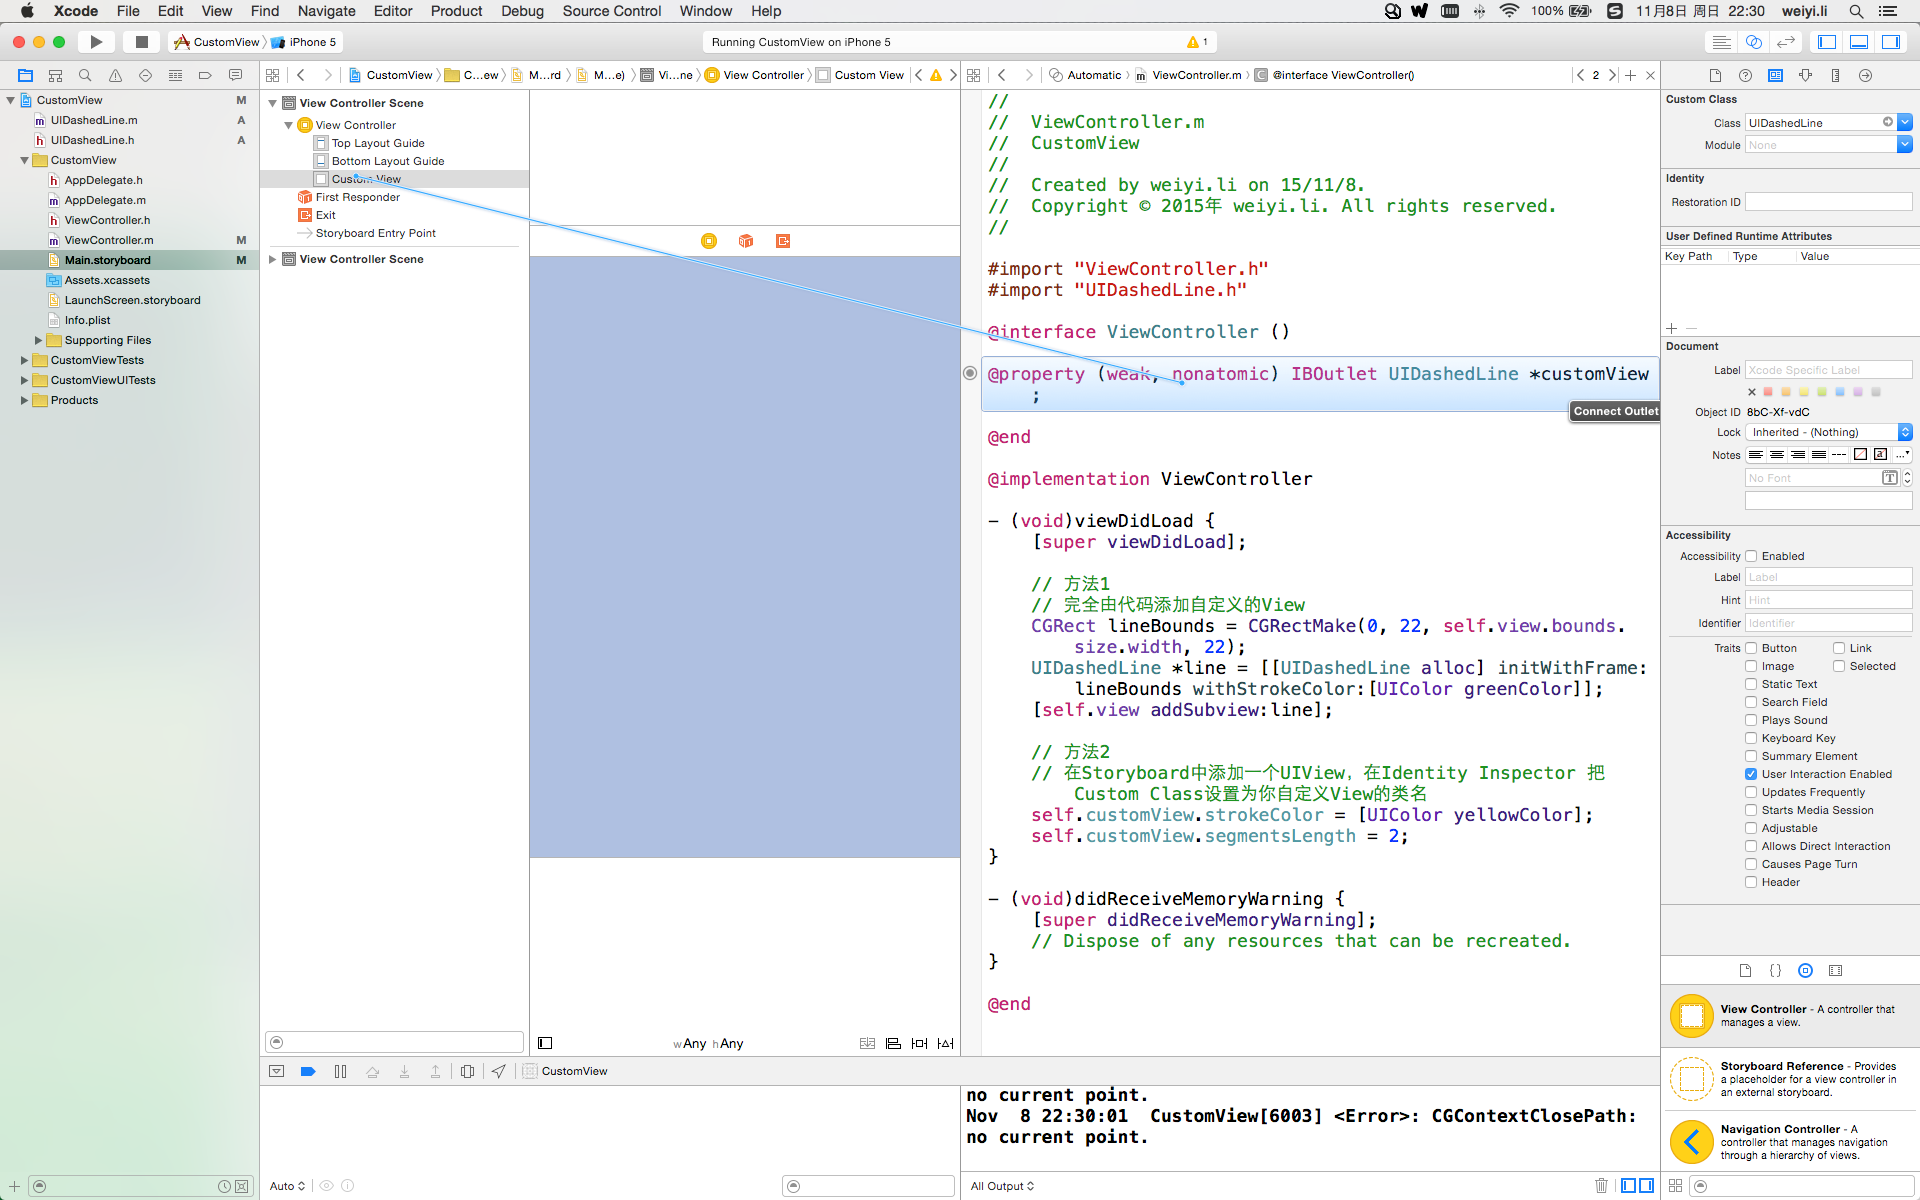 Xcode File Edit View Find Navigate Editor Product Debug Source Control Window Help 100% 11月8日 周日 22:30 weiyi.li
CustomView iPhone 5 Running CustomView on iPhone 5 1
CustomView C...ew M...rd M...e) Vi...ne View Controller Custom View Automatic ViewController.m @interface ViewController() 2
CustomView M
UIDashedLine.m A
UIDashedLine.h A
CustomView
AppDelegate.h
AppDelegate.m
ViewController.h
ViewController.m M
Main.storyboard M
Assets.xcassets
LaunchScreen.storyboard
Info.plist
Supporting Files
CustomViewTests
CustomViewUITests
Products
View Controller Scene
View Controller
Top Layout Guide
Bottom Layout Guide
Custom View
First Responder
Exit
Storyboard Entry Point
View Controller Scene
wAny hAny
//
// ViewController.m
// CustomView
//
// Created by weiyi.li on 15/11/8.
// Copyright © 2015年 weiyi.li. All rights reserved.
//
#import "ViewController.h"
#import "UIDashedLine.h"
@interface ViewController ()
@property (weak, nonatomic) IBOutlet UIDashedLine *customView
;
Connect Outlet
@end
@implementation ViewController
- (void)viewDidLoad {
[super viewDidLoad];
// 方法1
// 完全由代码添加自定义的View
CGRect lineBounds = CGRectMake(0, 22, self.view.bounds.
size.width, 22);
UIDashedLine *line = [[UIDashedLine alloc] initWithFrame:
lineBounds withStrokeColor:[UIColor greenColor]];
[self.view addSubview:line];
// 方法2
// 在Storyboard中添加一个UIView，在Identity Inspector 把
Custom Class设置为你自定义View的类名
self.customView.strokeColor = [UIColor yellowColor];
self.customView.segmentsLength = 2;
}
- (void)didReceiveMemoryWarning {
[super didReceiveMemoryWarning];
// Dispose of any resources that can be recreated.
}
@end
Custom Class
Class UIDashedLine
Module None
Identity
Restoration ID
User Defined Runtime Attributes
Key Path Type Value
Document
Label Xcode Specific Label
Object ID 8bC-Xf-vdC
Lock Inherited - (Nothing)
Notes
No Font
Accessibility
Accessibility Enabled
Label Label
Hint Hint
Identifier Identifier
Traits Button Link
Image Selected
Static Text
Search Field
Plays Sound
Keyboard Key
Summary Element
User Interaction Enabled
Updates Frequently
Starts Media Session
Adjustable
Allows Direct Interaction
Causes Page Turn
Header
View Controller - A controller that
manages a view.
Storyboard Reference - Provides
a placeholder for a view controller in
an external storyboard.
Navigation Controller - A
controller that manages navigation
through a hierarchy of views.
CustomView
no current point.
Nov 8 22:30:01 CustomView[6003] <Error>: CGContextClosePath:
no current point.
Auto
All Output